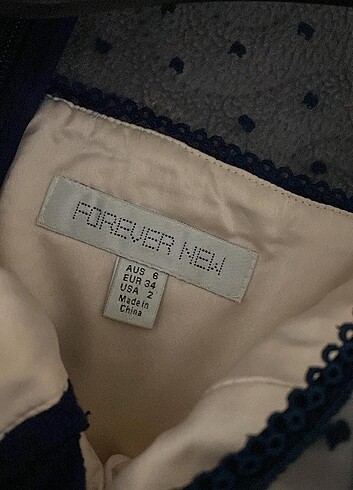 FOREVER NEW
AUS 6
EUR 34
USA 2
Made in
China